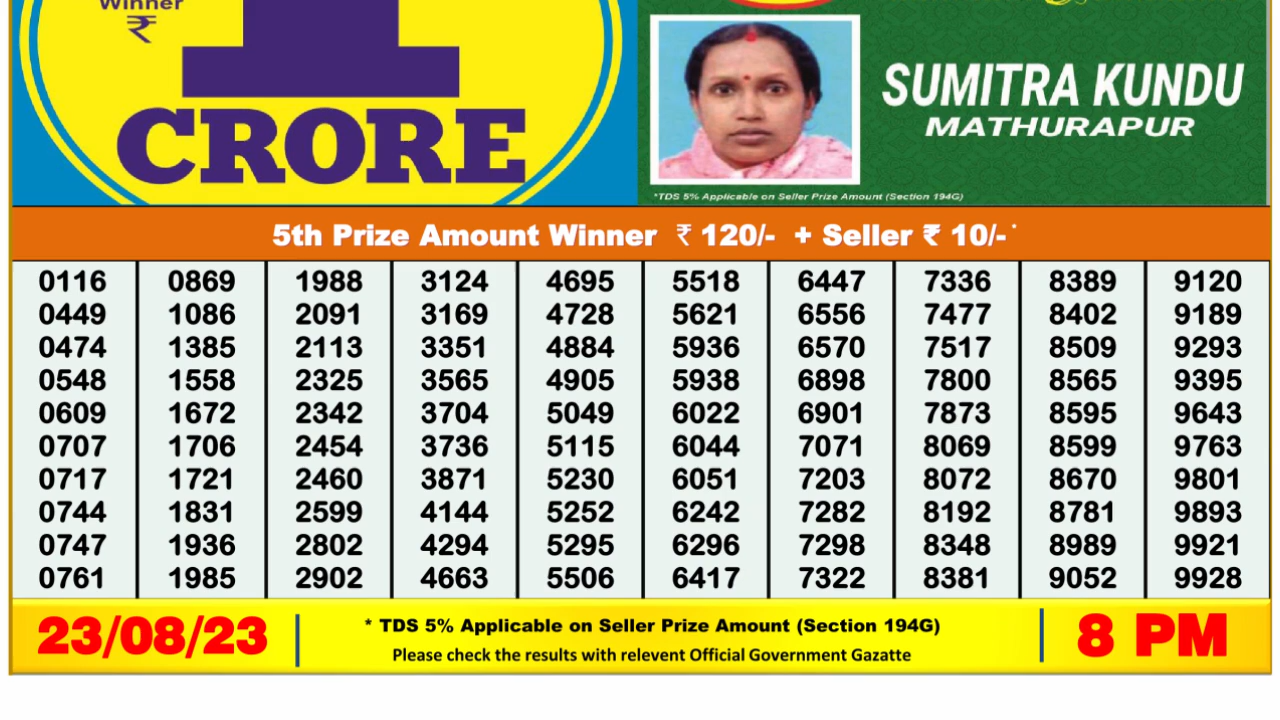 Winner
₹
1
CRORE
SUMITRA KUNDU
MATHURAPUR
*TDS 5% Applicable on Seller Prize Amount (Section 194G)
5th Prize Amount Winner ₹ 120/- + Seller ₹ 10/-*
0116 0869 1988 3124 4695 5518 6447 7336 8389 9120
0449 1086 2091 3169 4728 5621 6556 7477 8402 9189
0474 1385 2113 3351 4884 5936 6570 7517 8509 9293
0548 1558 2325 3565 4905 5938 6898 7800 8565 9395
0609 1672 2342 3704 5049 6022 6901 7873 8595 9643
0707 1706 2454 3736 5115 6044 7071 8069 8599 9763
0717 1721 2460 3871 5230 6051 7203 8072 8670 9801
0744 1831 2599 4144 5252 6242 7282 8192 8781 9893
0747 1936 2802 4294 5295 6296 7298 8348 8989 9921
0761 1985 2902 4663 5506 6417 7322 8381 9052 9928
23/08/23
* TDS 5% Applicable on Seller Prize Amount (Section 194G)
Please check the results with relevent Official Government Gazatte
8 PM